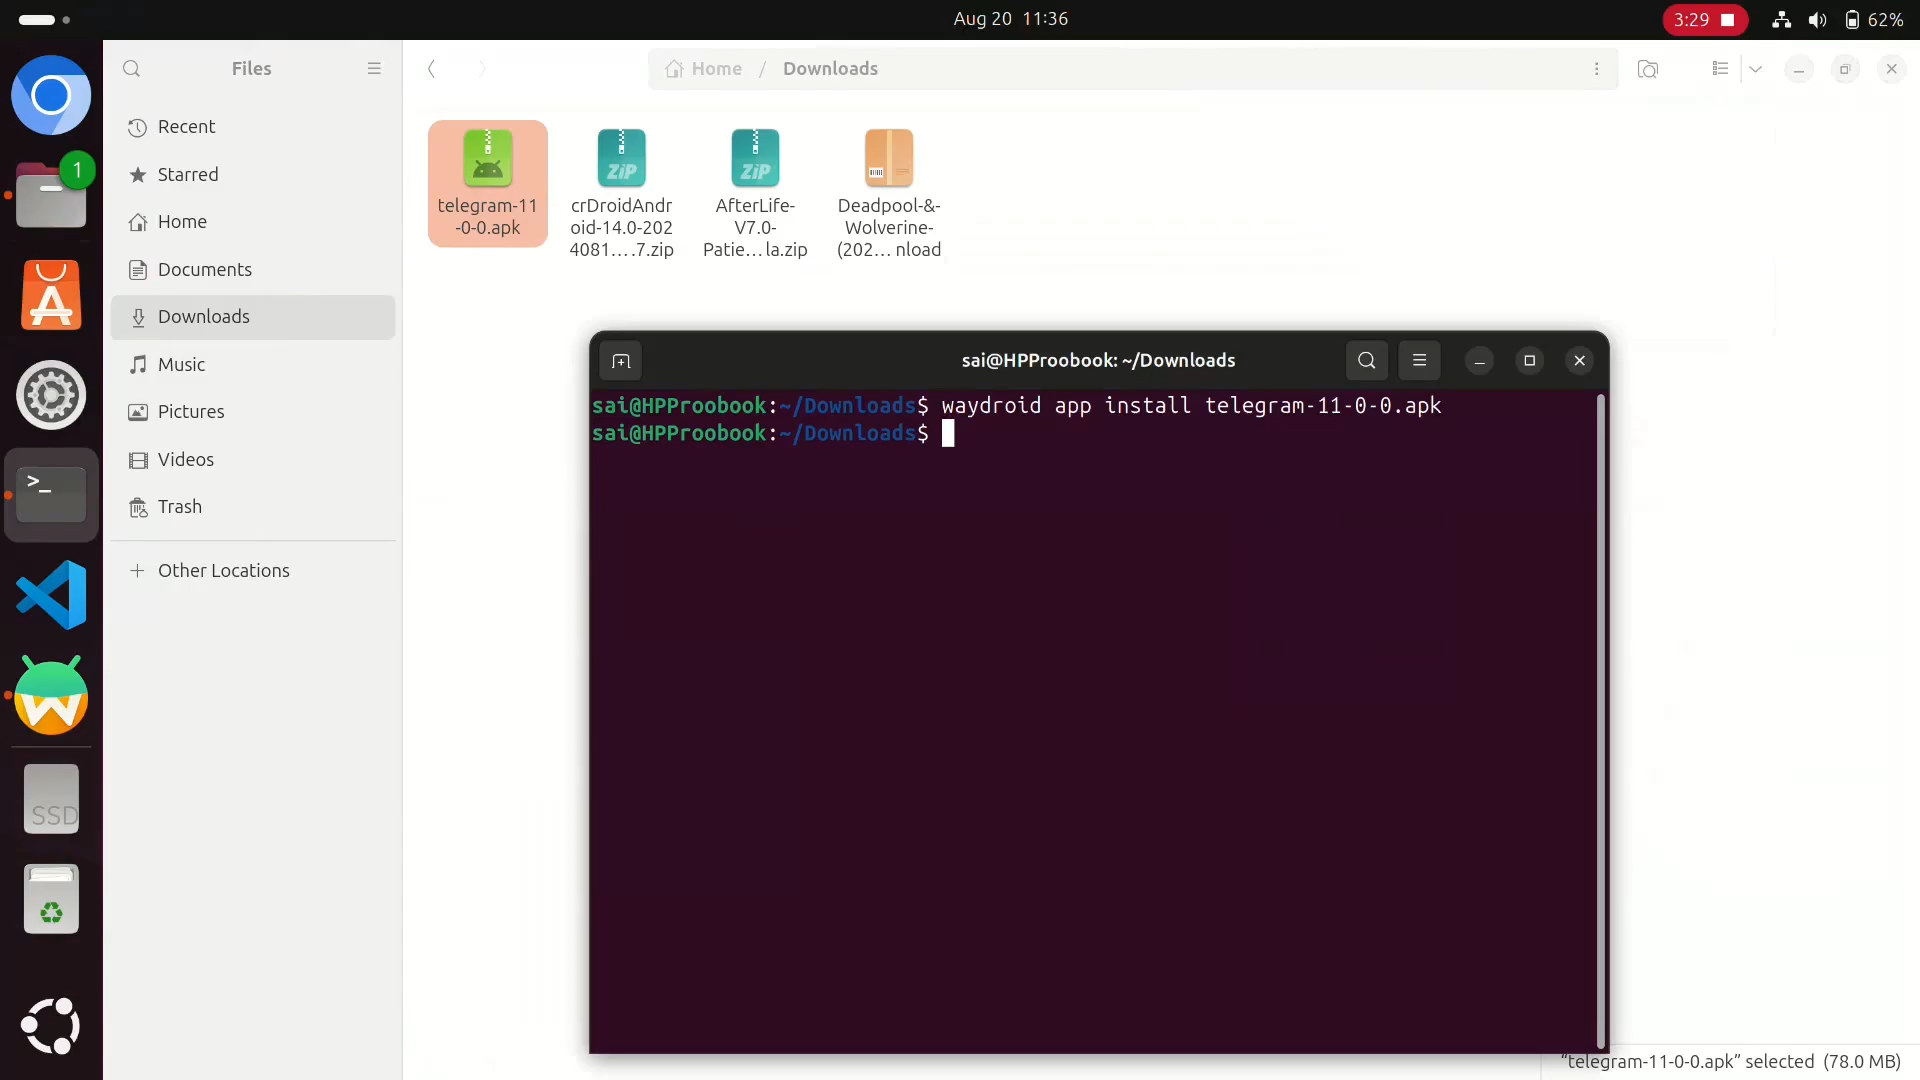 Aug 20 11:36
3:29
62%
1
Files
Home / Downloads
Recent
Starred
Home
Documents
Downloads
Music
Pictures
Videos
Trash
Other Locations
telegram-11
-0-0.apk
ZIP
crDroidAndr
oid-14.0-202
4081….7.zip
ZIP
AfterLife-
V7.0-
Patie…la.zip
Deadpool-&-
Wolverine-
(202… nload
sai@HPProobook: ~/Downloads
sai@HPProobook:~/Downloads$ waydroid app install telegram-11-0-0.apk
sai@HPProobook:~/Downloads$
>_
SSD
“telegram-11-0-0.apk” selected (78.0 MB)